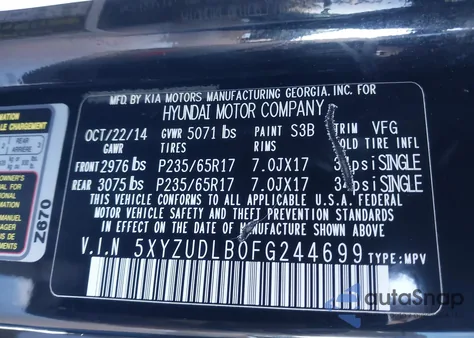 MFD. BY KIA MOTORS MANUFACTURING GEORGIA. INC. FOR
HYUNDAI MOTOR COMPANY
OCT/22/14 GVWR 5071 lbs PAINT S3B TRIM VFG
GAWR TIRES RIMS COLD TIRE INFL
FRONT 2976 lbs P235/65R17 7.0JX17 psi SINGLE
REAR 3075 lbs P235/65R17 7.0JX17 psi SINGLE
THIS VEHICLE CONFORMS TO ALL APPLICABLE U.S.A. FEDERAL
MOTOR VEHICLE SAFETY, BUMPER, AND THEFT PREVENTION STANDARDS
IN EFFECT ON THE DATE OF MANUFACTURE SHOWN ABOVE.
V.I.N 5XYZUDLB0FG244699 TYPE: MPV
Z670
REAR
ARRIERE
autoSnap